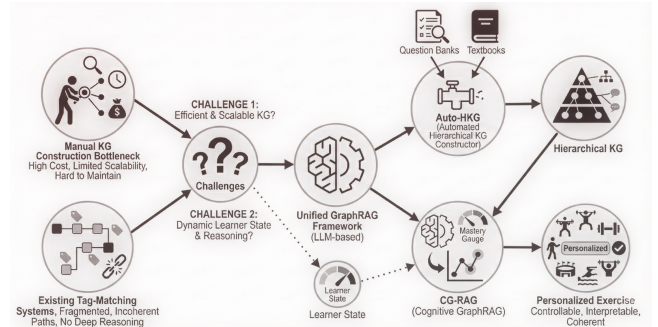 Question Banks
Textbooks
CHALLENGE 1:
Efficient & Scalable KG?
Auto-HKG
(Automated
Hierarchical KG
Constructor)
Hierarchical KG
Manual KG
Construction Bottleneck
High Cost, Limited Scalability,
Hard to Maintain
???
Challenges
Unified GraphRAG
Framework
(LLM-based)
CHALLENGE 2:
Dynamic Learner State
& Reasoning?
Mastery
Gauge
Personalized
Learner
State
Learner State
Existing Tag-Matching
Systems, Fragmented, Incoherent
Paths, No Deep Reasoning
CG-RAG
(Cognitive GraphRAG)
Personalized Exercise
Controllable, Interpretable,
Coherent